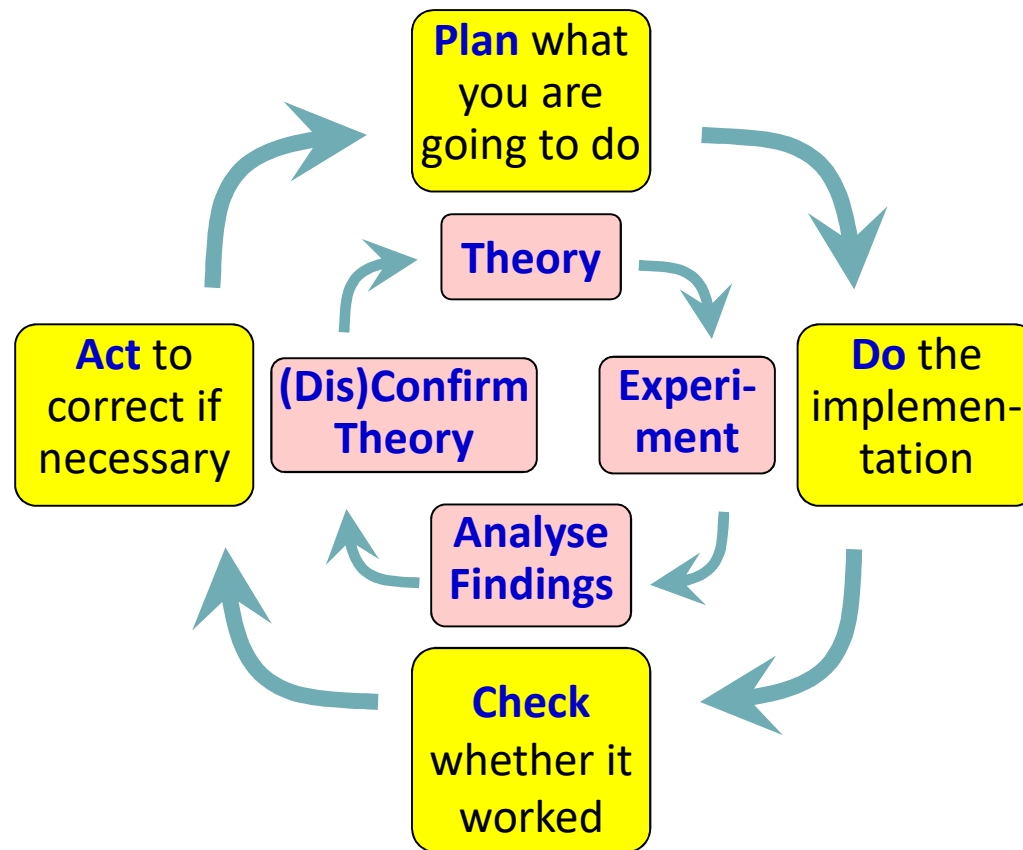 Plan what
you are
going to do
Theory
Act to
correct if
necessary
(Dis)Confirm
Theory
Experi-
ment
Do the
implemen-
tation
Analyse
Findings
Check
whether it
worked